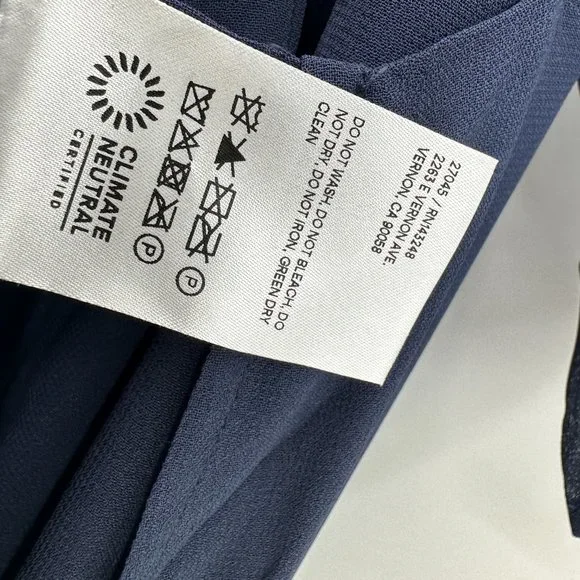 CLIMATE
NEUTRAL
CERTIFIED
P
P
DO NOT WASH, DO NOT BLEACH, DO
NOT DRY, DO NOT IRON, GREEN DRY
CLEAN
27045 / RN143248
2263 E VERNON AVE.
VERNON, CA 90058